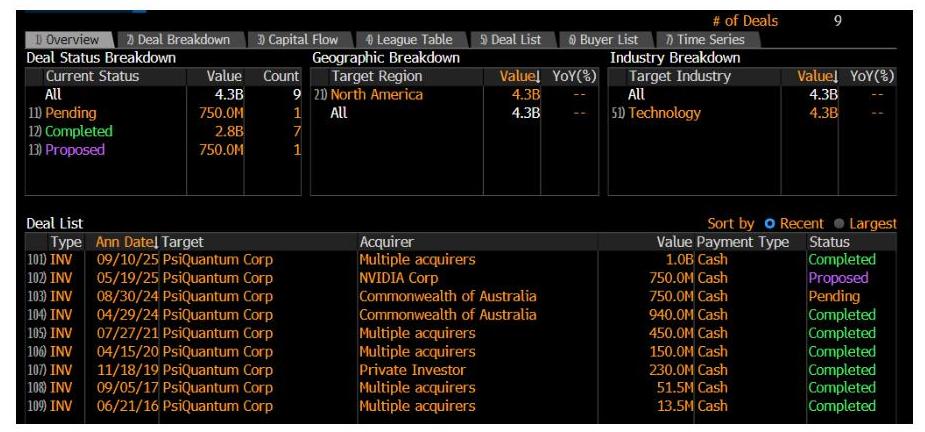 # of Deals 9
1) Overview 2) Deal Breakdown 3) Capital Flow 4) League Table 5) Deal List 6) Buyer List 7) Time Series
Deal Status Breakdown Geographic Breakdown Industry Breakdown
Current Status Value Count Target Region Value↓ YoY(%) Target Industry Value↓ YoY(%)
All 4.3B 9 21) North America 4.3B -- All 4.3B --
11) Pending 750.0M 1 All 4.3B -- 51) Technology 4.3B --
12) Completed 2.8B 7
13) Proposed 750.0M 1
Deal List Sort by Recent Largest
Type Ann Date↓ Target Acquirer Value Payment Type Status
101) INV 09/10/25 PsiQuantum Corp Multiple acquirers 1.0B Cash Completed
102) INV 05/19/25 PsiQuantum Corp NVIDIA Corp 750.0M Cash Proposed
103) INV 08/30/24 PsiQuantum Corp Commonwealth of Australia 750.0M Cash Pending
104) INV 04/29/24 PsiQuantum Corp Commonwealth of Australia 940.0M Cash Completed
105) INV 07/27/21 PsiQuantum Corp Multiple acquirers 450.0M Cash Completed
106) INV 04/15/20 PsiQuantum Corp Multiple acquirers 150.0M Cash Completed
107) INV 11/18/19 PsiQuantum Corp Private Investor 230.0M Cash Completed
108) INV 09/05/17 PsiQuantum Corp Multiple acquirers 51.5M Cash Completed
109) INV 06/21/16 PsiQuantum Corp Multiple acquirers 13.5M Cash Completed